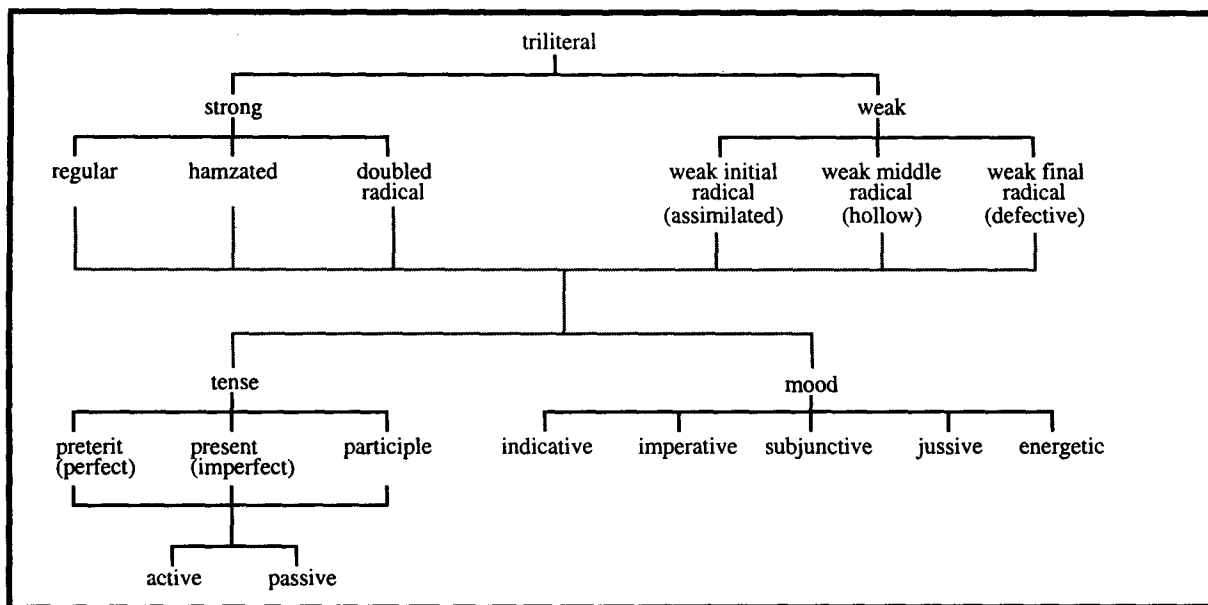 triliteral
strong
weak
regular
hamzated
doubled
radical
weak initial
radical
(assimilated)
weak middle
radical
(hollow)
weak final
radical
(defective)
tense
mood
preterit
(perfect)
present
(imperfect)
participle
indicative
imperative
subjunctive
jussive
energetic
active
passive